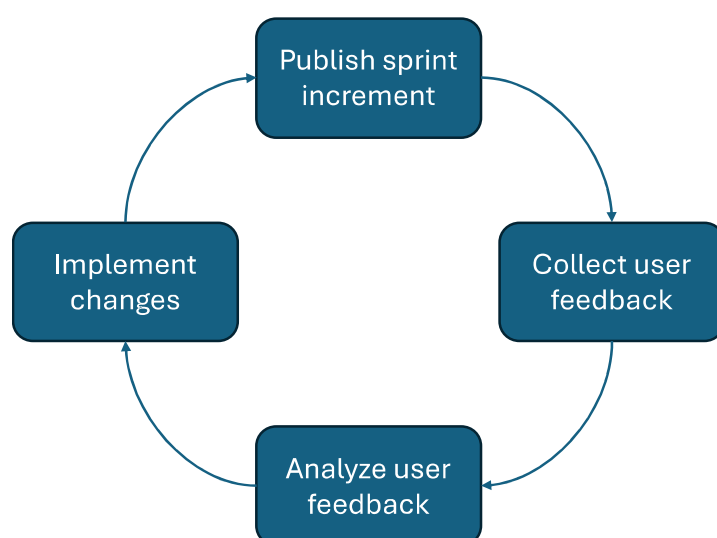 Publish sprint
increment
Collect user
feedback
Analyze user
feedback
Implement
changes